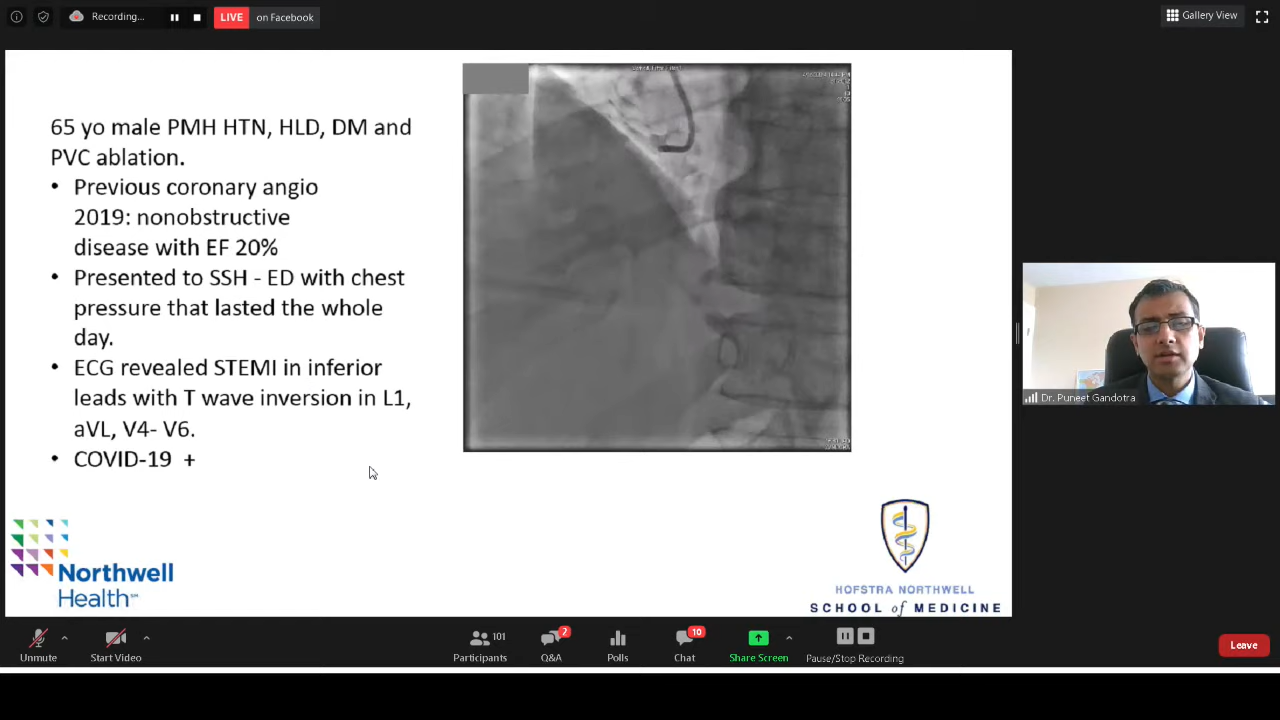 Recording...
LIVE
on Facebook
Gallery View
65 yo male PMH HTN, HLD, DM and
PVC ablation.
• Previous coronary angio
2019: nonobstructive
disease with EF 20%
• Presented to SSH - ED with chest
pressure that lasted the whole
day.
• ECG revealed STEMI in inferior
leads with T wave inversion in L1,
aVL, V4- V6.
• COVID-19 +
Dr. Puneet Gandotra
Northwell
Health
HOFSTRA NORTHWELL
SCHOOL of MEDICINE
Unmute
Start Video
101
Participants
2
Q&A
Polls
10
Chat
Share Screen
Pause/Stop Recording
Leave